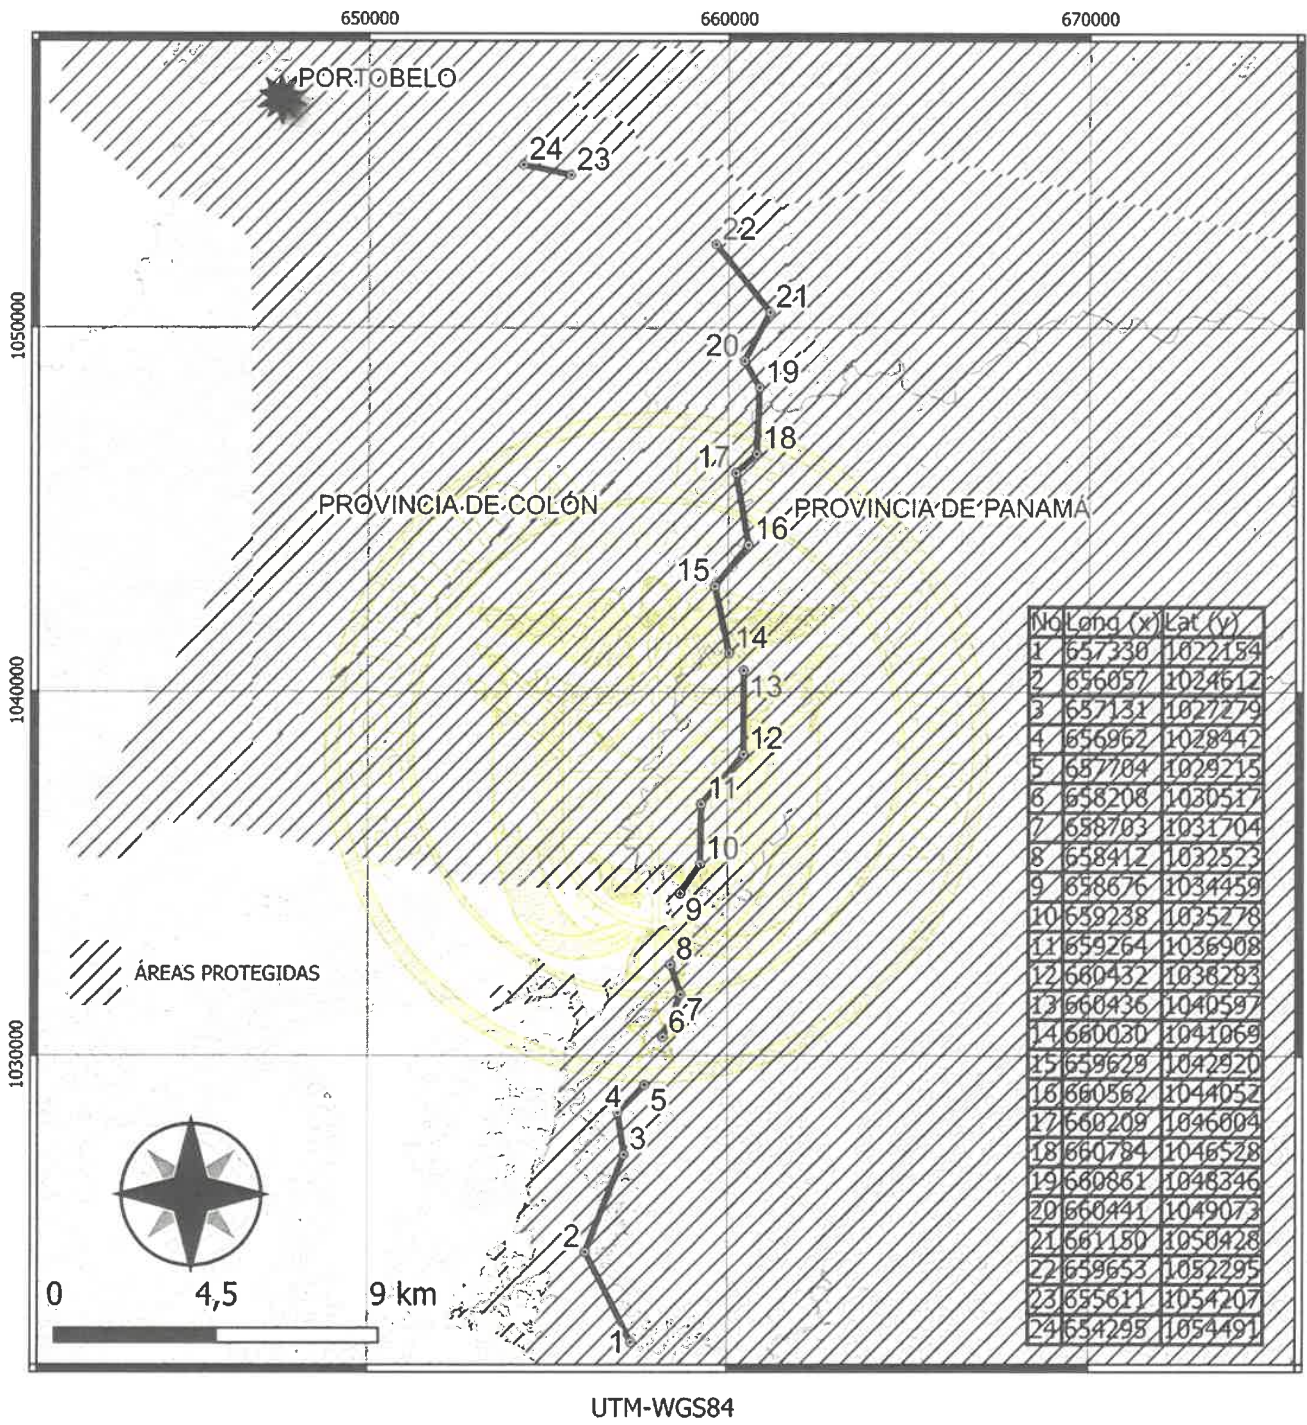 650000 660000 670000
PORTOBELO
24 23
22
21
1050000
20
19
18
17
PROVINCIA DE COLÓN PROVINCIA DE PANAMÁ
16
15
14
13
1040000
12
11
10
9
8
ÁREAS PROTEGIDAS
7
6
1030000
5
4
3
2
1
0 4,5 9 km
No Long (x) Lat (y)
1 657330 1022154
2 656057 1024612
3 657131 1027279
4 656962 1028442
5 657704 1029215
6 658208 1030517
7 658703 1031704
8 658412 1032523
9 658676 1034459
10 659238 1035278
11 659264 1036908
12 660432 1038283
13 660436 1040597
14 660030 1041069
15 659629 1042920
16 660562 1044052
17 660209 1046004
18 660784 1046528
19 660861 1048346
20 660441 1049073
21 661150 1050428
22 659653 1052295
23 655611 1054207
24 654295 1054491
UTM-WGS84